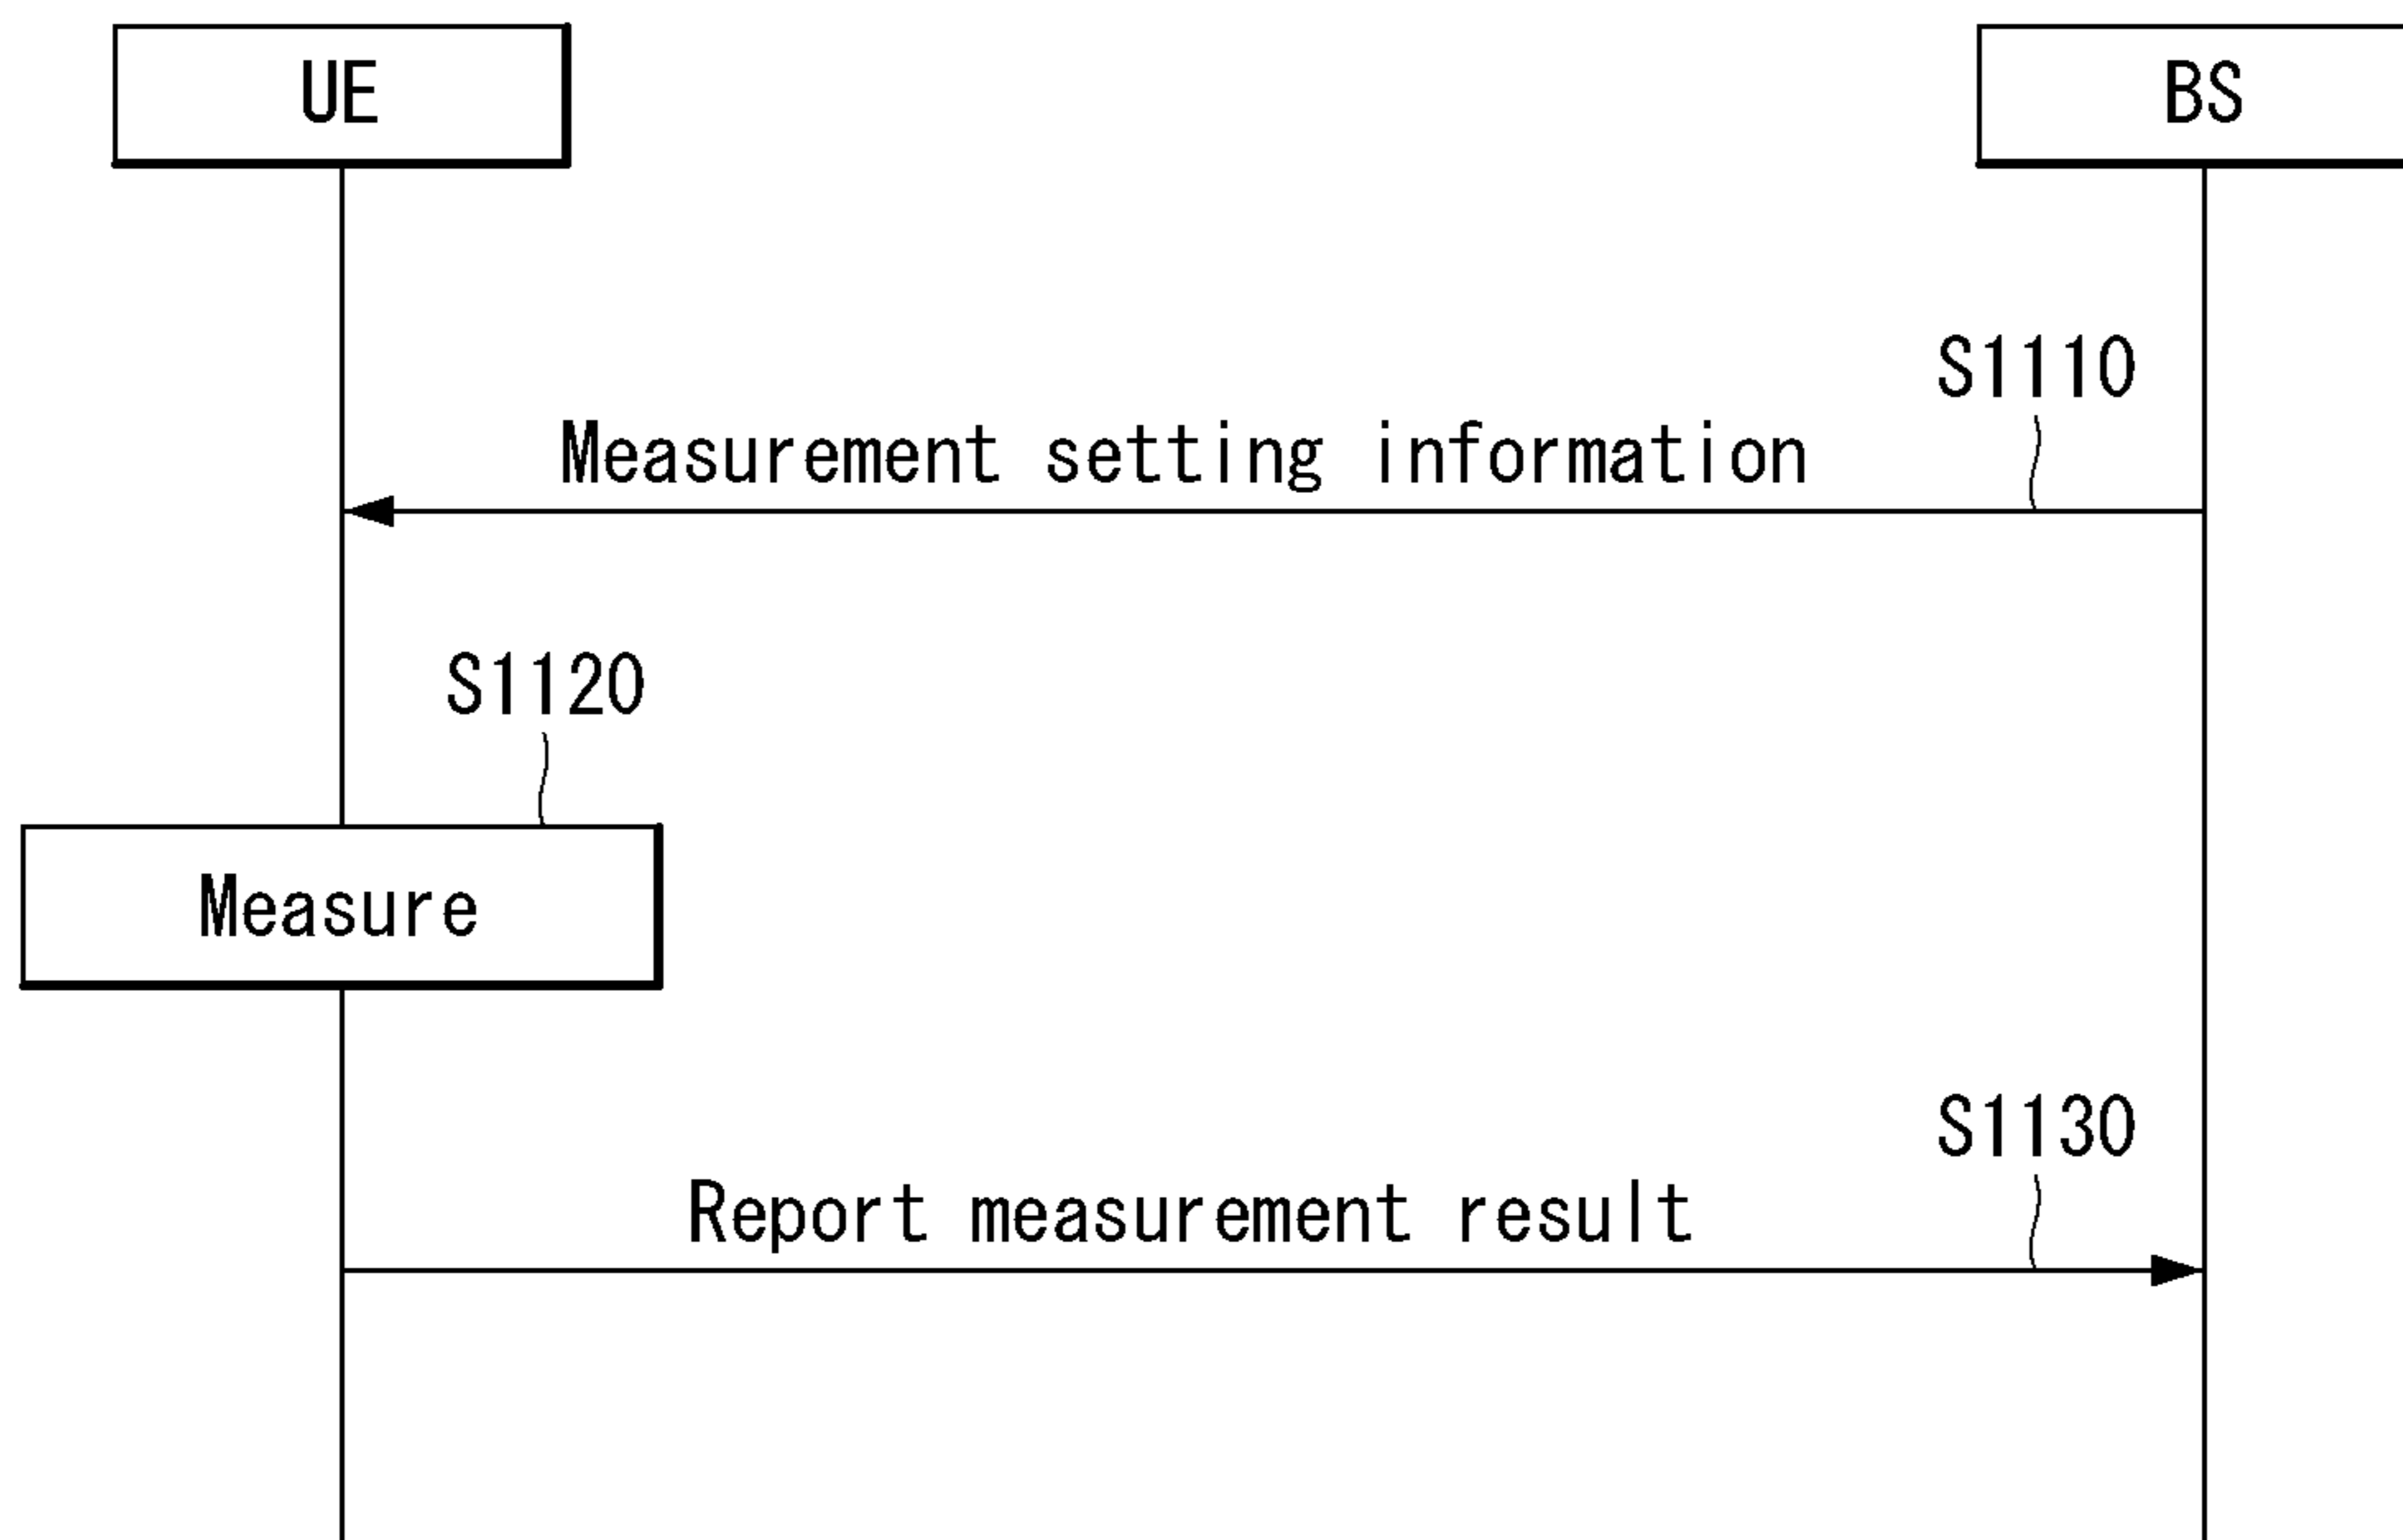 UE
BS
S1110
Measurement setting information
S1120
Measure
S1130
Report measurement result